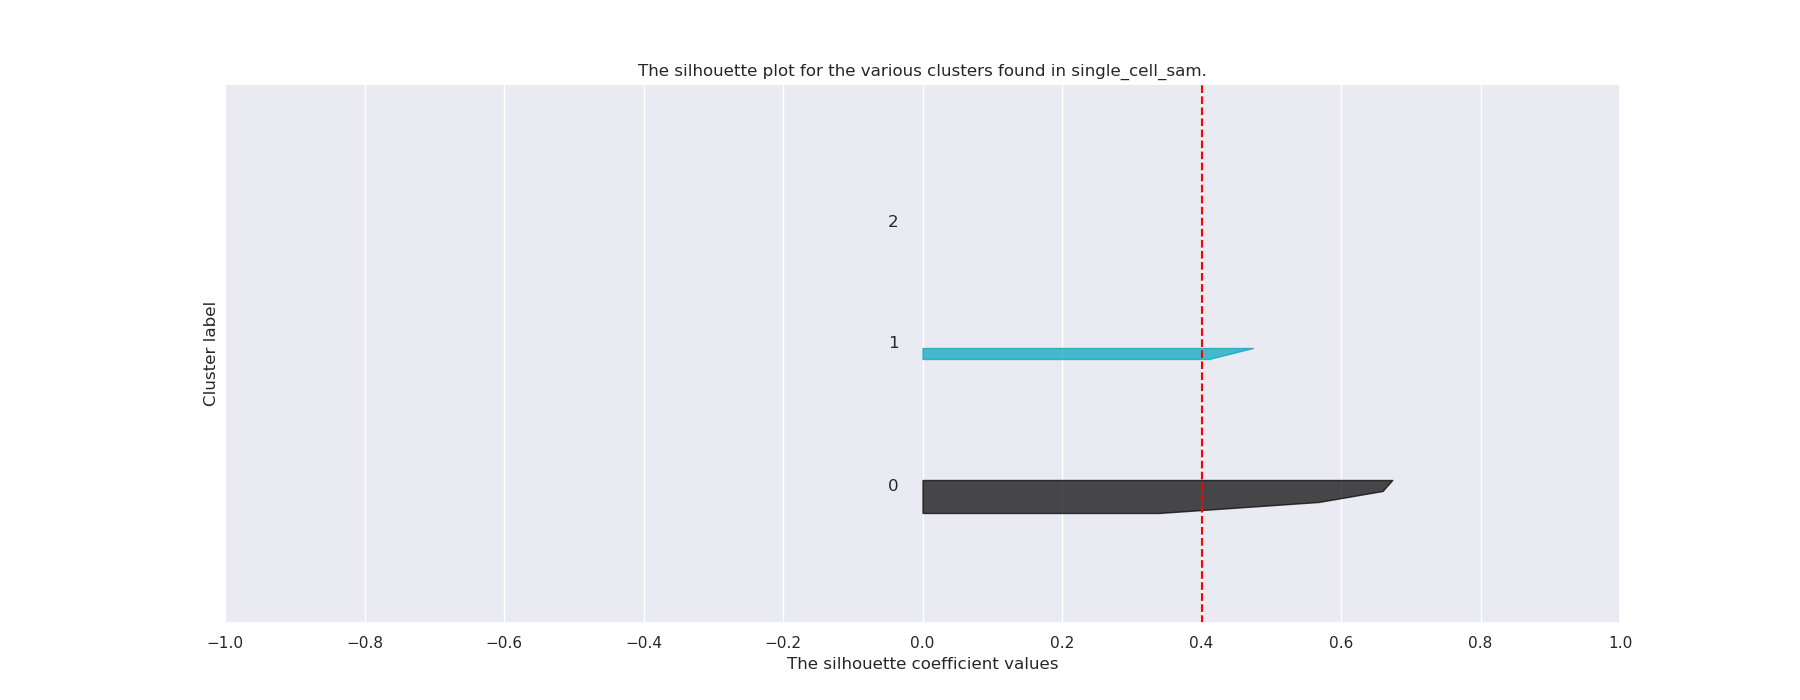 The silhouette plot for the various clusters found in single_cell_sam.
Cluster label
2
1
0
−1.0 −0.8 −0.6 −0.4 −0.2 0.0 0.2 0.4 0.6 0.8 1.0
The silhouette coefficient values